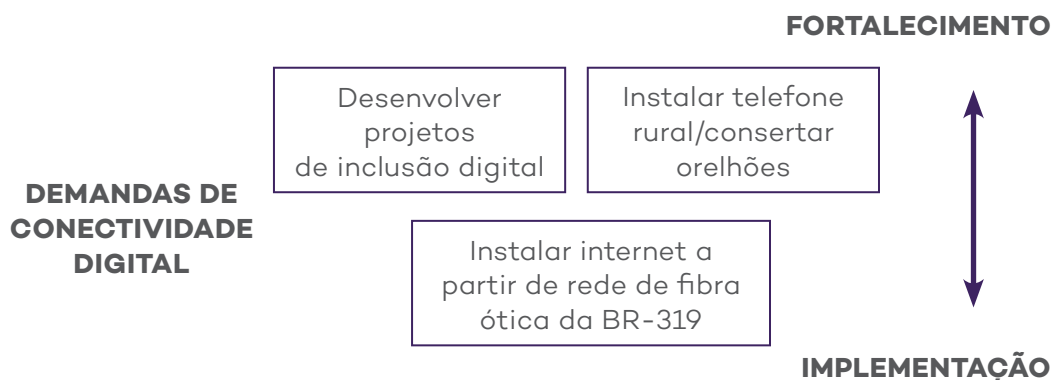 FORTALECIMENTO
Desenvolver
projetos
de inclusão digital
Instalar telefone
rural/consertar
orelhões
DEMANDAS DE
CONECTIVIDADE
DIGITAL
Instalar internet a
partir de rede de fibra
ótica da BR-319
IMPLEMENTAÇÃO